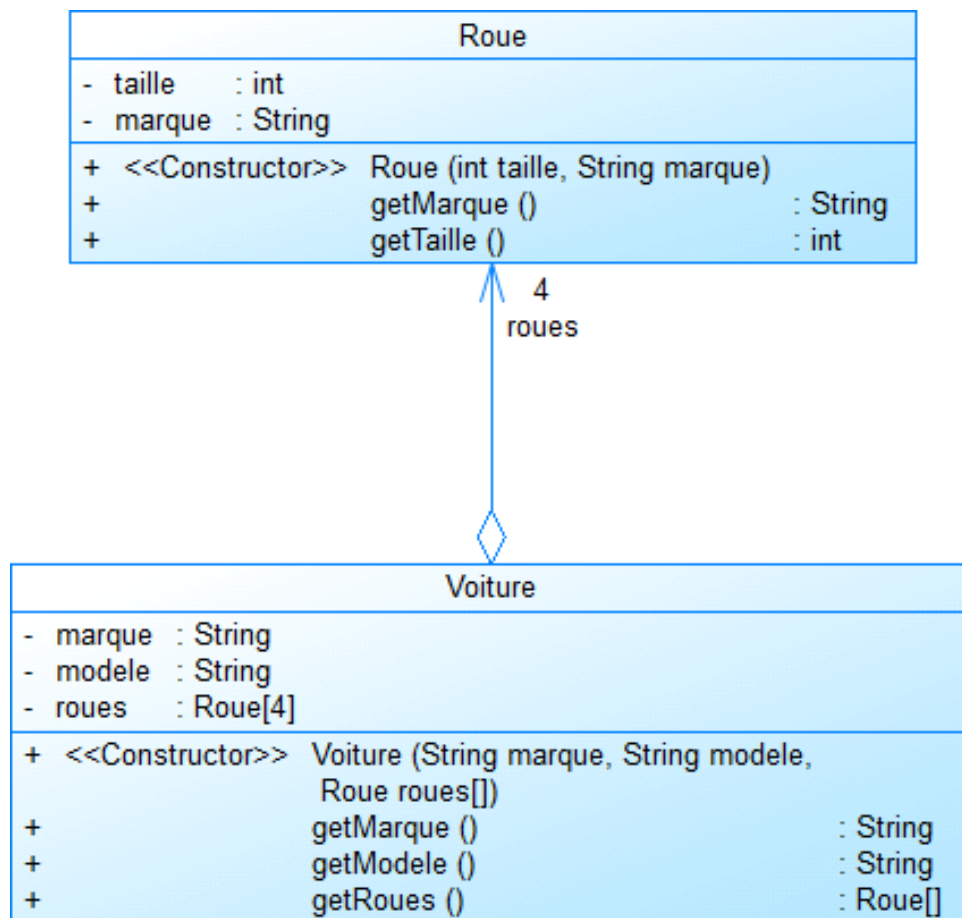 Roue
- taille : int
- marque : String
+ <<Constructor>> Roue (int taille, String marque)
+ getMarque () : String
+ getTaille () : int
4
roues
Voiture
- marque : String
- modele : String
- roues : Roue[4]
+ <<Constructor>> Voiture (String marque, String modele,
Roue roues[])
+ getMarque () : String
+ getModele () : String
+ getRoues () : Roue[]